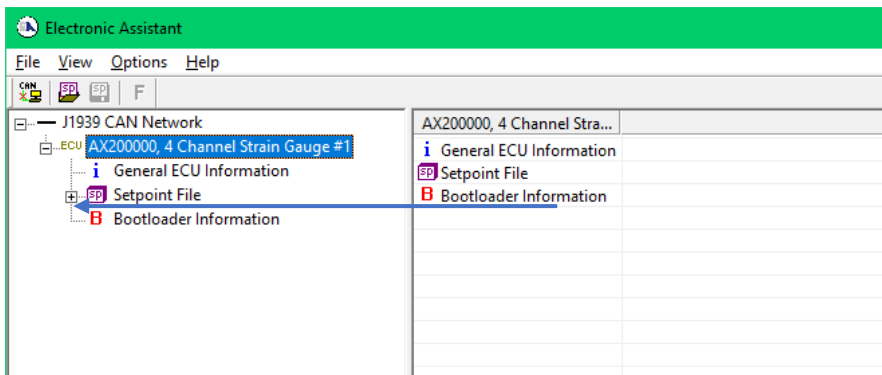 Electronic Assistant
File View Options Help
CAN SP SP F
J1939 CAN Network
ECU AX200000, 4 Channel Strain Gauge #1
i General ECU Information
SP Setpoint File
B Bootloader Information
AX200000, 4 Channel Stra...
i General ECU Information
SP Setpoint File
B Bootloader Information